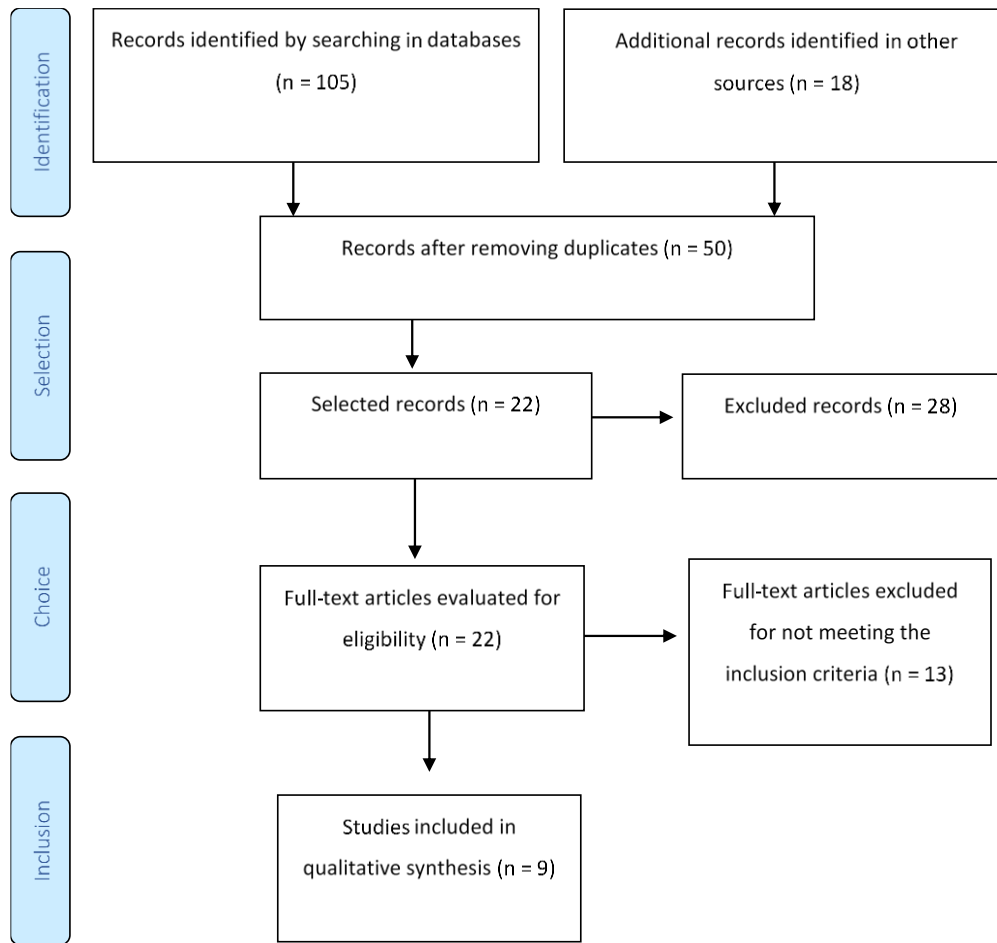 Identification
Records identified by searching in databases
(n = 105)
Additional records identified in other
sources (n = 18)
Records after removing duplicates (n = 50)
Selection
Selected records (n = 22)
Excluded records (n = 28)
Choice
Full-text articles evaluated for
eligibility (n = 22)
Full-text articles excluded
for not meeting the
inclusion criteria (n = 13)
Inclusion
Studies included in
qualitative synthesis (n = 9)